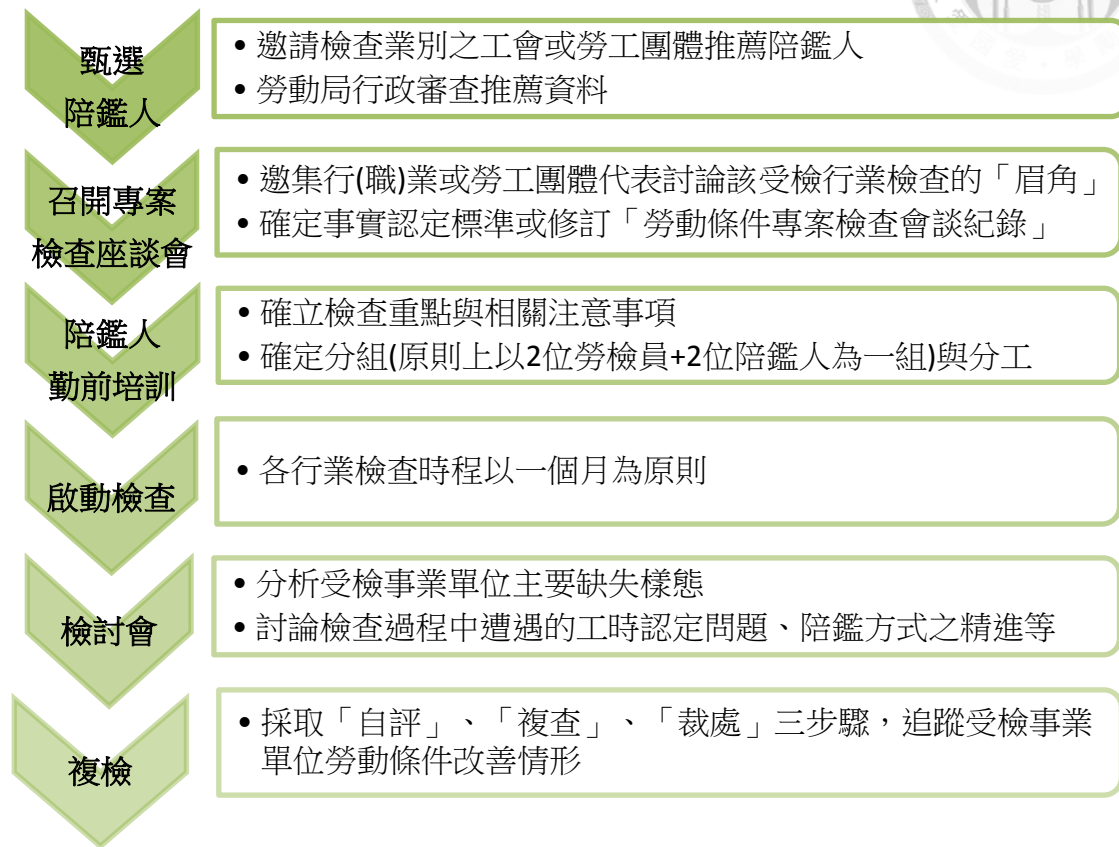 甄選
陪鑑人
• 邀請檢查業別之工會或勞工團體推薦陪鑑人
• 勞動局行政審查推薦資料
召開專案
檢查座談會
• 邀集行(職)業或勞工團體代表討論該受檢行業檢查的「眉角」
• 確定事實認定標準或修訂「勞動條件專案檢查會談紀錄」
陪鑑人
勤前培訓
• 確立檢查重點與相關注意事項
• 確定分組(原則上以2位勞檢員+2位陪鑑人為一組)與分工
啟動檢查
• 各行業檢查時程以一個月為原則
檢討會
• 分析受檢事業單位主要缺失樣態
• 討論檢查過程中遭遇的工時認定問題、陪鑑方式之精進等
複檢
• 採取「自評」、「複查」、「裁處」三步驟，追蹤受檢事業
單位勞動條件改善情形